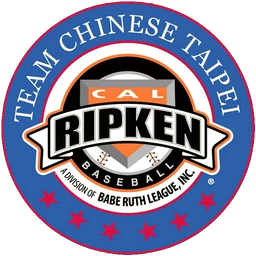 TEAM CHINESE TAIPEI
CAL
RIPKEN
BASEBALL
A DIVISION OF BABE RUTH LEAGUE, INC.
®